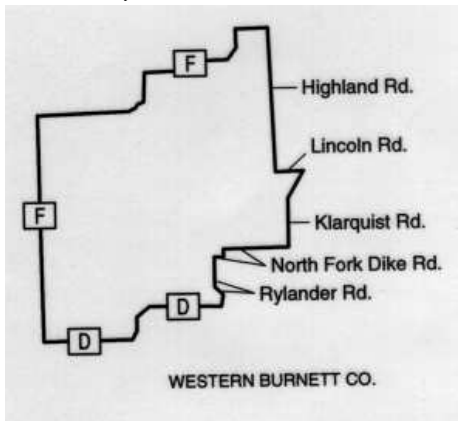 F
Highland Rd.
Lincoln Rd.
F
Klarquist Rd.
North Fork Dike Rd.
Rylander Rd.
D
D
WESTERN BURNETT CO.